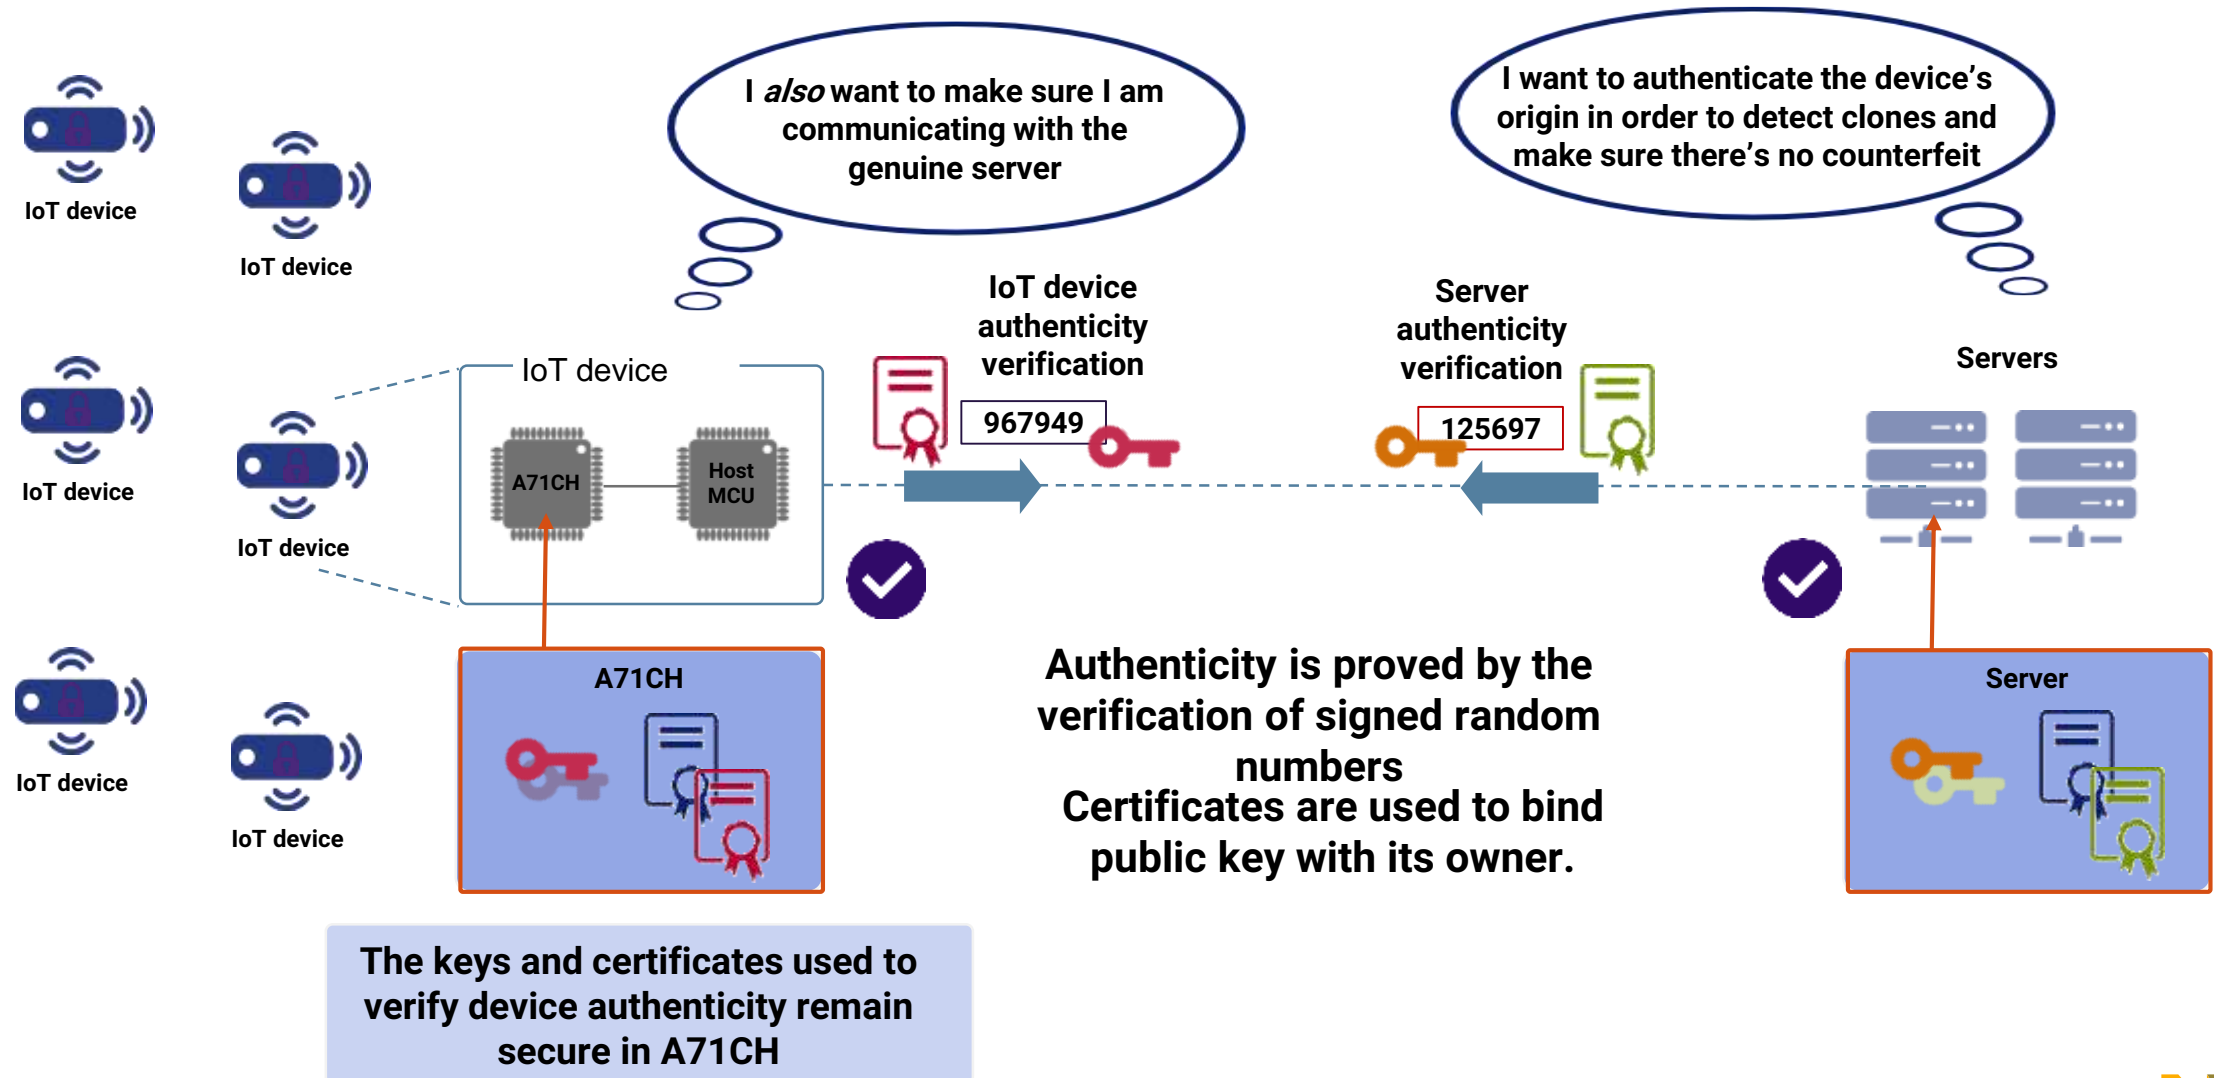 I also want to make sure I am
communicating with the
genuine server
I want to authenticate the device’s
origin in order to detect clones and
make sure there’s no counterfeit
IoT device
IoT device
IoT device
IoT device
IoT device
IoT device
IoT device
A71CH
Host
MCU
IoT device
authenticity
verification
967949
Server
authenticity
verification
125697
Servers
A71CH
Authenticity is proved by the
verification of signed random
numbers
Certificates are used to bind
public key with its owner.
Server
The keys and certificates used to
verify device authenticity remain
secure in A71CH